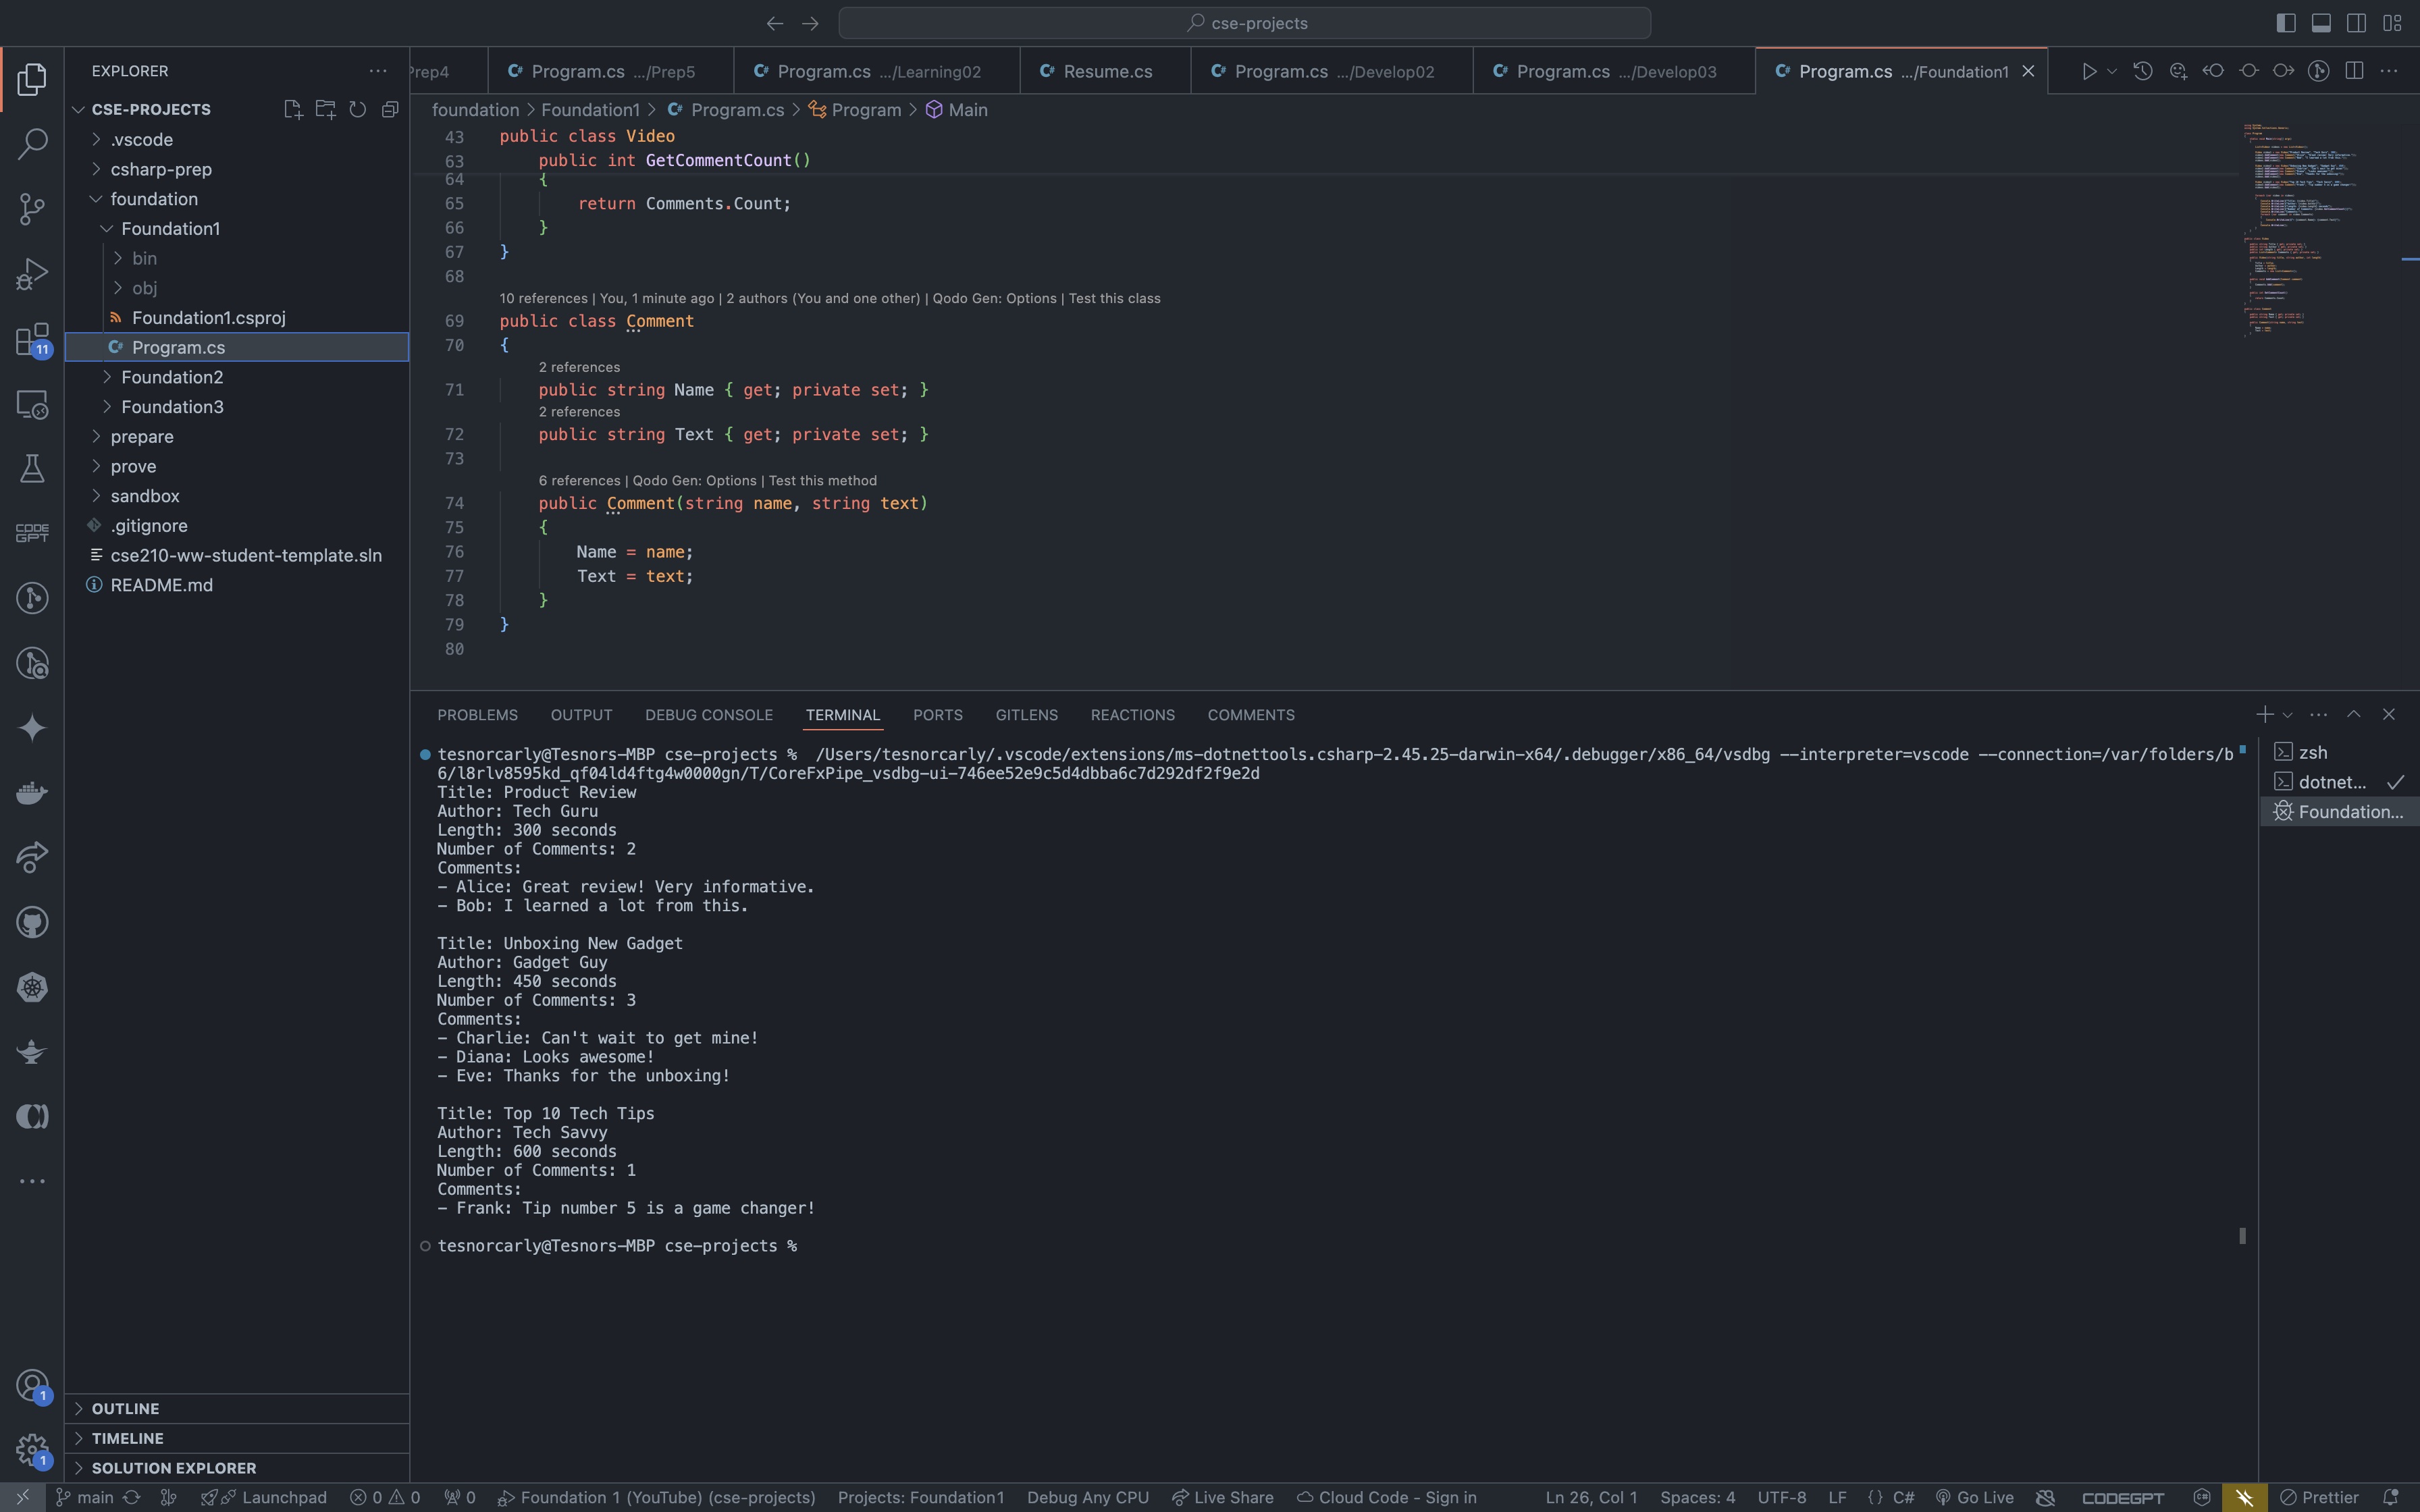 cse-projects
EXPLORER
CSE-PROJECTS
.vscode
csharp-prep
foundation
Foundation1
bin
obj
Foundation1.csproj
Program.cs
Foundation2
Foundation3
prepare
prove
sandbox
.gitignore
cse210-ww-student-template.sln
README.md
OUTLINE
TIMELINE
SOLUTION EXPLORER
11
CODE GPT
1
1
Prep4
C# Program.cs .../Prep5
C# Program.cs .../Learning02
C# Resume.cs
C# Program.cs .../Develop02
C# Program.cs .../Develop03
C# Program.cs .../Foundation1
foundation > Foundation1 > C# Program.cs > Program > Main
43 public class Video
63 public int GetCommentCount()
64 {
65 return Comments.Count;
66 }
67 }
68
10 references | You, 1 minute ago | 2 authors (You and one other) | Qodo Gen: Options | Test this class
69 public class Comment
70 {
2 references
71 public string Name { get; private set; }
2 references
72 public string Text { get; private set; }
73
6 references | Qodo Gen: Options | Test this method
74 public Comment(string name, string text)
75 {
76 Name = name;
77 Text = text;
78 }
79 }
80
PROBLEMS OUTPUT DEBUG CONSOLE TERMINAL PORTS GITLENS REACTIONS COMMENTS
tesnorcarly@Tesnors-MBP cse-projects % /Users/tesnorcarly/.vscode/extensions/ms-dotnettools.csharp-2.45.25-darwin-x64/.debugger/x86_64/vsdbg --interpreter=vscode --connection=/var/folders/b
6/l8rlv8595kd_qf04ld4ftg4w0000gn/T/CoreFxPipe_vsdbg-ui-746ee52e9c5d4dbba6c7d292df2f9e2d
Title: Product Review
Author: Tech Guru
Length: 300 seconds
Number of Comments: 2
Comments:
- Alice: Great review! Very informative.
- Bob: I learned a lot from this.
Title: Unboxing New Gadget
Author: Gadget Guy
Length: 450 seconds
Number of Comments: 3
Comments:
- Charlie: Can't wait to get mine!
- Diana: Looks awesome!
- Eve: Thanks for the unboxing!
Title: Top 10 Tech Tips
Author: Tech Savvy
Length: 600 seconds
Number of Comments: 1
Comments:
- Frank: Tip number 5 is a game changer!
tesnorcarly@Tesnors-MBP cse-projects %
zsh
dotnet...
Foundation...
main Launchpad 0 0 0 Foundation 1 (YouTube) (cse-projects) Projects: Foundation1 Debug Any CPU Live Share Cloud Code - Sign in Ln 26, Col 1 Spaces: 4 UTF-8 LF {} C# Go Live CODEGPT Prettier